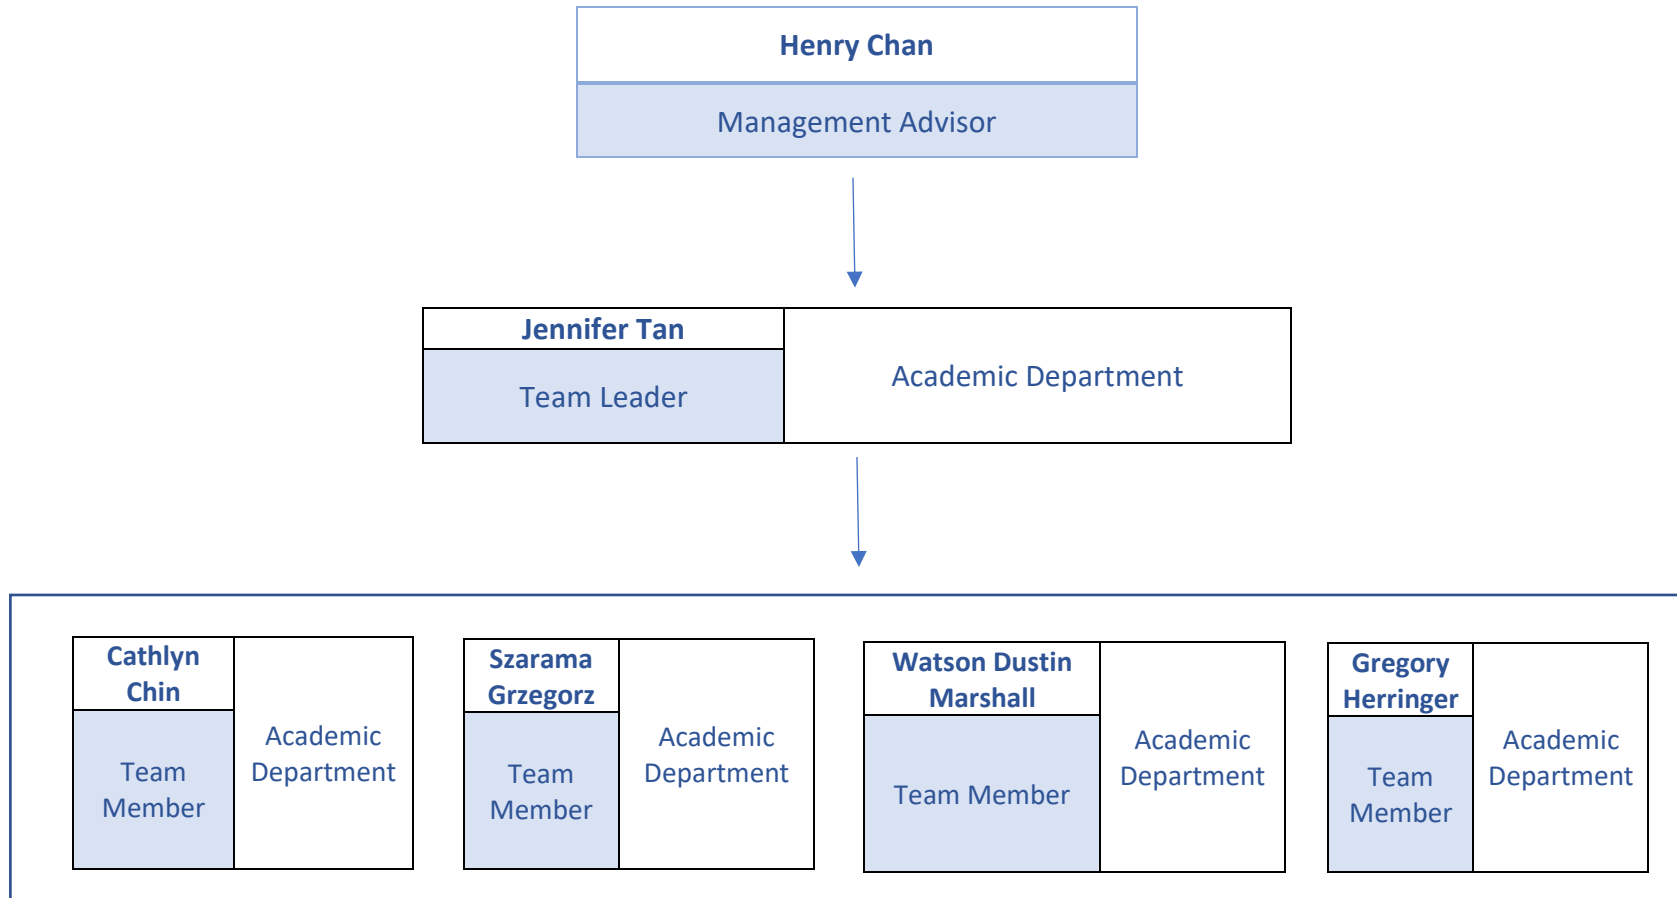 Henry Chan
Management Advisor
Jennifer Tan
Team Leader
Academic Department
Cathlyn
Chin
Team
Member
Academic
Department
Szarama
Grzegorz
Team
Member
Academic
Department
Watson Dustin
Marshall
Team Member
Academic
Department
Gregory
Herringer
Team
Member
Academic
Department